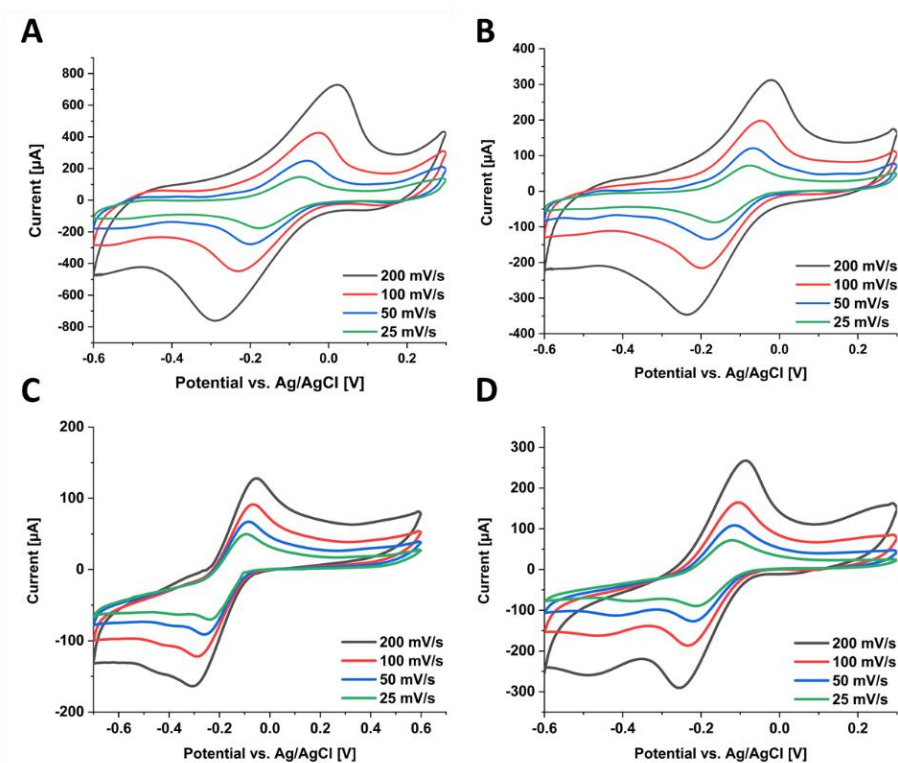 A
Current [µA]
800
600
400
200
0
-200
-400
-600
-800
-0.6
-0.4
-0.2
0.0
0.2
Potential vs. Ag/AgCl [V]
200 mV/s
100 mV/s
50 mV/s
25 mV/s
B
Current [µA]
400
300
200
100
0
-100
-200
-300
-400
-0.6
-0.4
-0.2
0.0
0.2
Potential vs. Ag/AgCl [V]
200 mV/s
100 mV/s
50 mV/s
25 mV/s
C
Current [µA]
200
100
0
-100
-200
-0.6
-0.4
-0.2
0.0
0.2
0.4
0.6
Potential vs. Ag/AgCl [V]
200 mV/s
100 mV/s
50 mV/s
25 mV/s
D
Current [µA]
300
200
100
0
-100
-200
-300
-0.6
-0.4
-0.2
0.0
0.2
Potential vs. Ag/AgCl [V]
200 mV/s
100 mV/s
50 mV/s
25 mV/s